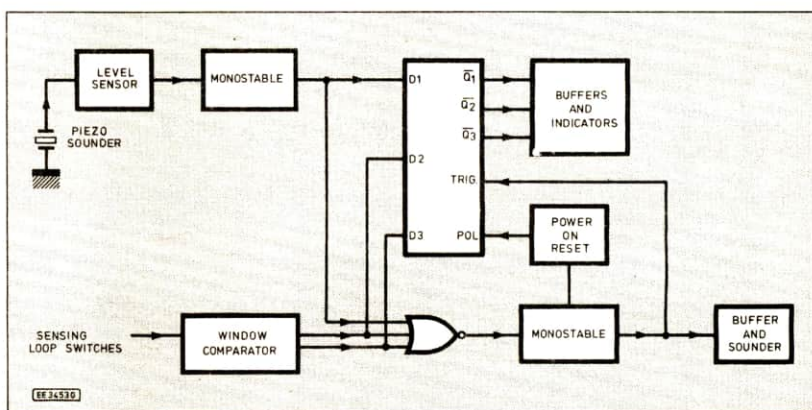 LEVEL
SENSOR
MONOSTABLE
PIEZO
SOUNDER
D1
D2
D3
Q̅1
Q̅2
Q̅3
TRIG.
POL
BUFFERS
AND
INDICATORS
POWER
ON
RESET
SENSING
LOOP SWITCHES
WINDOW
COMPARATOR
MONOSTABLE
BUFFER
AND
SOUNDER
EE3453G